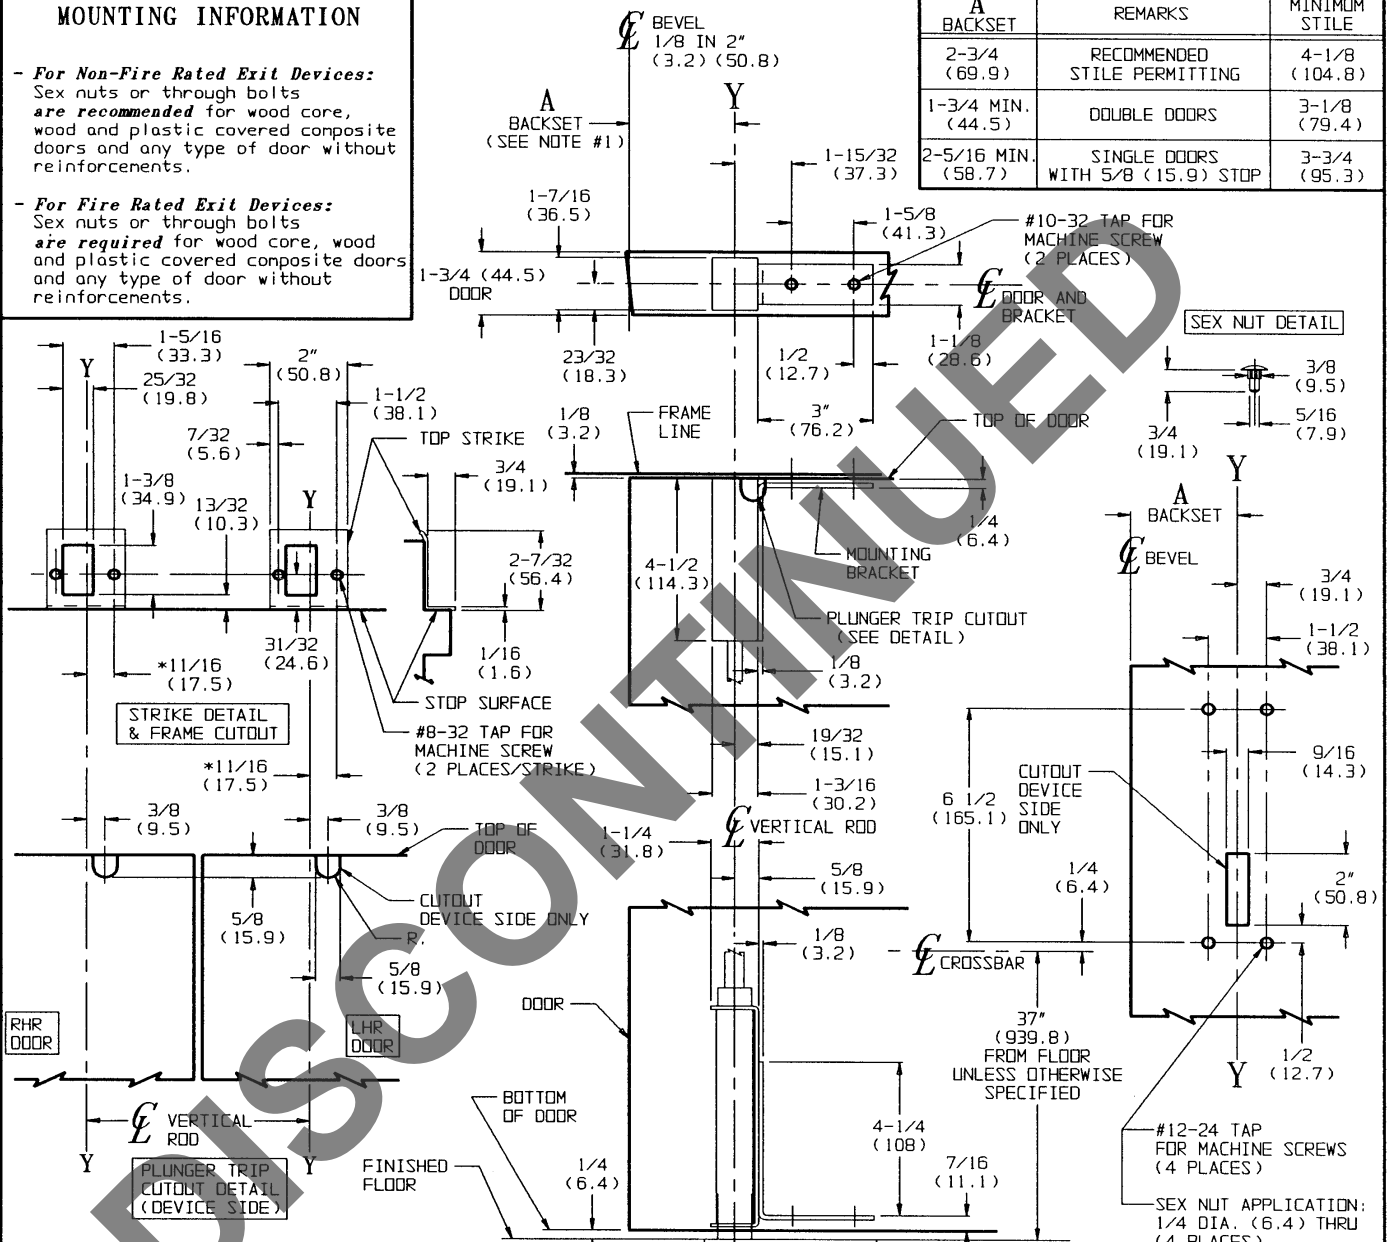 MOUNTING INFORMATION
- For Non-Fire Rated Exit Devices:
Sex nuts or through bolts
are recommended for wood core,
wood and plastic covered composite
doors and any type of door without
reinforcements.
- For Fire Rated Exit Devices:
Sex nuts or through bolts
are required for wood core, wood
and plastic covered composite doors
and any type of door without
reinforcements.
A
BACKSET
REMARKS
MINIMUM
STILE
2-3/4
(69.9)
RECOMMENDED
STILE PERMITTING
4-1/8
(104.8)
1-3/4 MIN.
(44.5)
DOUBLE DOORS
3-1/8
(79.4)
2-5/16 MIN.
(58.7)
SINGLE DOORS
WITH 5/8 (15.9) STOP
3-3/4
(95.3)
CL BEVEL
1/8 IN 2"
(3.2) (50.8)
Y
A
BACKSET
(SEE NOTE #1)
1-15/32
(37.3)
1-7/16
(36.5)
1-5/8
(41.3)
#10-32 TAP FOR
MACHINE SCREW
(2 PLACES)
1-3/4 (44.5)
DOOR
CL DOOR AND
BRACKET
23/32
(18.3)
1/2
(12.7)
1-1/8
(28.6)
3"
(76.2)
SEX NUT DETAIL
3/8
(9.5)
5/16
(7.9)
3/4
(19.1)
1-5/16
(33.3)
Y
25/32
(19.8)
2"
(50.8)
1-1/2
(38.1)
7/32
(5.6)
TOP STRIKE
3/4
(19.1)
1-3/8
(34.9)
13/32
(10.3)
Y
2-7/32
(56.4)
31/32
(24.6)
1/16
(1.6)
*11/16
(17.5)
STOP SURFACE
STRIKE DETAIL
& FRAME CUTOUT
#8-32 TAP FOR
MACHINE SCREW
(2 PLACES/STRIKE)
*11/16
(17.5)
1/8
(3.2)
FRAME
LINE
TOP OF DOOR
1/4
(6.4)
4-1/2
(114.3)
MOUNTING
BRACKET
PLUNGER TRIP CUTOUT
(SEE DETAIL)
1/8
(3.2)
19/32
(15.1)
1-3/16
(30.2)
CL VERTICAL ROD
1-1/4
(31.8)
5/8
(15.9)
1/8
(3.2)
CL CROSSBAR
DOOR
37"
(939.8)
FROM FLOOR
UNLESS OTHERWISE
SPECIFIED
4-1/4
(108)
7/16
(11.1)
BOTTOM
OF DOOR
FINISHED
FLOOR
1/4
(6.4)
3/8
(9.5)
3/8
(9.5)
TOP OF
DOOR
5/8
(15.9)
CUTOUT
DEVICE SIDE ONLY
R.
5/8
(15.9)
RHR
DOOR
LHR
DOOR
CL VERTICAL
ROD
Y
Y
PLUNGER TRIP
CUTOUT DETAIL
(DEVICE SIDE)
Y
A
BACKSET
CL BEVEL
3/4
(19.1)
1-1/2
(38.1)
9/16
(14.3)
6 1/2
(165.1)
CUTOUT
DEVICE
SIDE
ONLY
1/4
(6.4)
2"
(50.8)
Y
1/2
(12.7)
#12-24 TAP
FOR MACHINE SCREWS
(4 PLACES)
SEX NUT APPLICATION:
1/4 DIA. (6.4) THRU
(4 PLACES)
DISCONTINUED